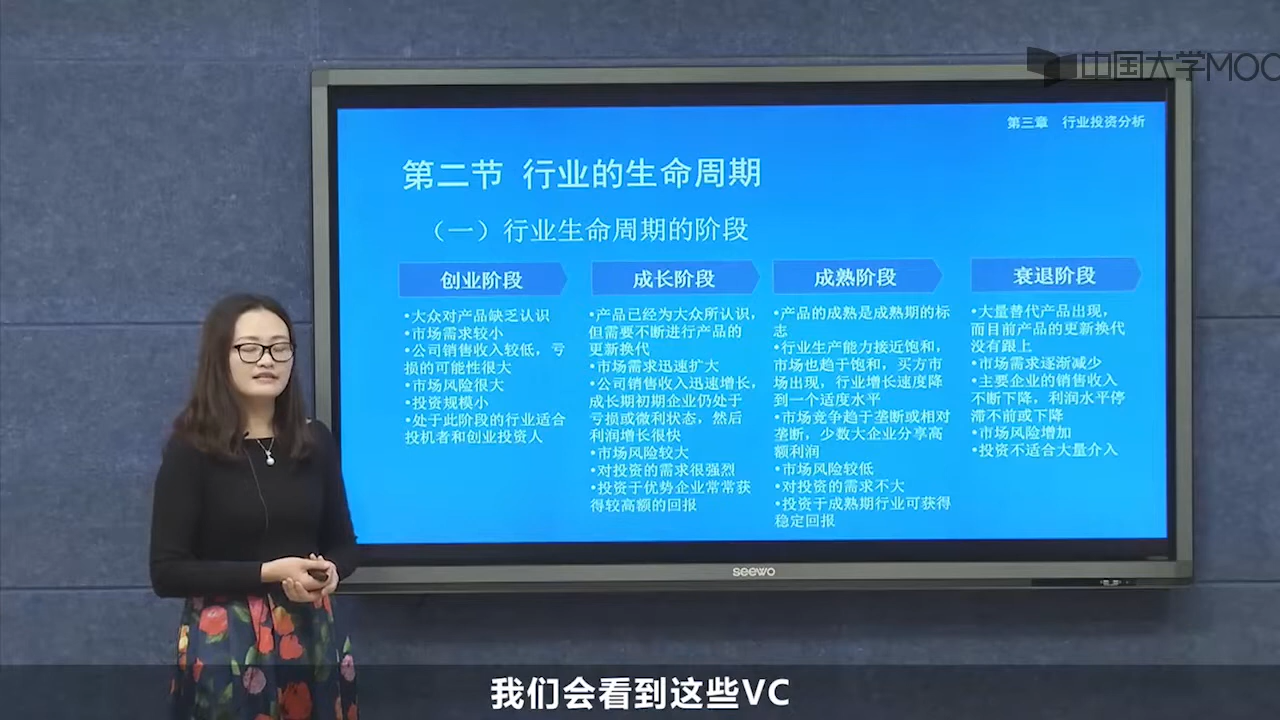 中国大学MOC
第三章 行业投资分析
第二节 行业的生命周期
（一）行业生命周期的阶段
创业阶段
•大众对产品缺乏认识
•市场需求较小
•公司销售收入较低，亏
损的可能性很大
•市场风险很大
•投资规模小
•处于此阶段的行业适合
投机者和创业投资人
成长阶段
•产品已经为大众所认识，
但需要不断进行产品的
更新换代
•市场需求迅速扩大
•公司销售收入迅速增长，
成长期初期企业仍处于
亏损或微利状态，然后
利润增长很快
•市场风险较大
•对投资的需求很强烈
•投资于优势企业常常获
得较高额的回报
成熟阶段
•产品的成熟是成熟期的标
志
•行业生产能力接近饱和，
市场也趋于饱和，买方市
场出现，行业增长速度降
到一个适度水平
•市场竞争趋于垄断或相对
垄断，少数大企业分享高
额利润
•市场风险较低
•对投资的需求不大
•投资于成熟期行业可获得
稳定回报
衰退阶段
•大量替代产品出现，
而目前产品的更新换代
没有跟上
•市场需求逐渐减少
•主要企业的销售收入
不断下降，利润水平停
滞不前或下降
•市场风险增加
•投资不适合大量介入
seewo
我们会看到这些VC